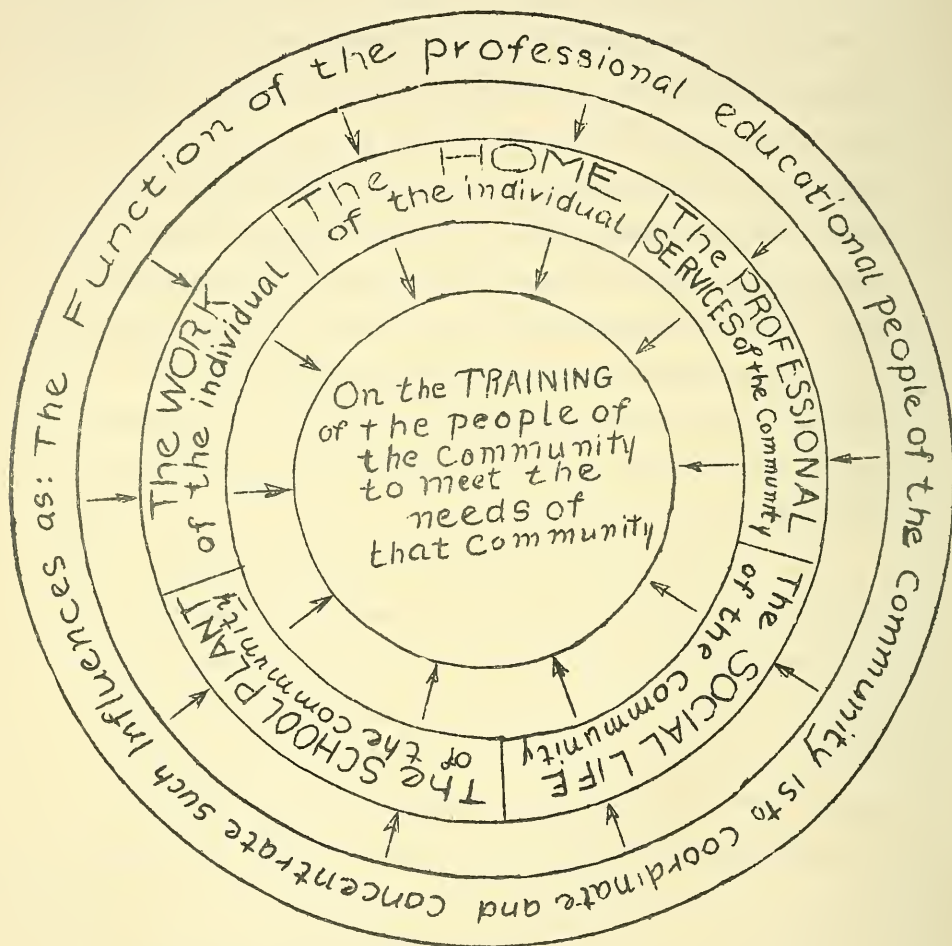 The Function of the professional educational people of the Community is to Coordinate and Concentrate such Influences as:
The HOME
of the individual
The PROFESSIONAL
SERVICES of the Community
The SOCIAL LIFE
of the community
The SCHOOL PLANT
of the community
The WORK
of the individual
On the TRAINING
of the people of
the Community
to meet the
needs of
that Community